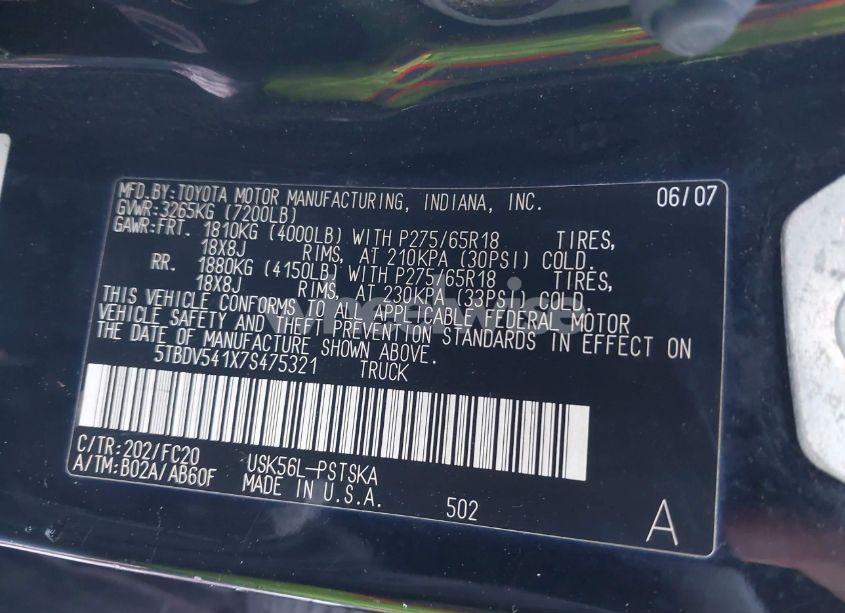 MFD.BY:TOYOTA MOTOR MANUFACTURING, INDIANA, INC. 06/07
GVWR:3265KG (7200LB)
GAWR:FRT. 1810KG (4000LB) WITH P275/65R18 TIRES,
18X8J RIMS, AT 210KPA (30PSI) COLD
RR. 1880KG (4150LB) WITH P275/65R18 TIRES,
18X8J RIMS, AT 230KPA (33PSI) COLD.
THIS VEHICLE CONFORMS TO ALL APPLICABLE FEDERAL MOTOR
VEHICLE SAFETY AND THEFT PREVENTION STANDARDS IN EFFECT ON
THE DATE OF MANUFACTURE SHOWN ABOVE.
5TBDV541X7S475321 TRUCK
C/TR:202/FC20 USK56L-PSTSKA
A/TM:B02A/AB60F MADE IN U.S.A. 502 A